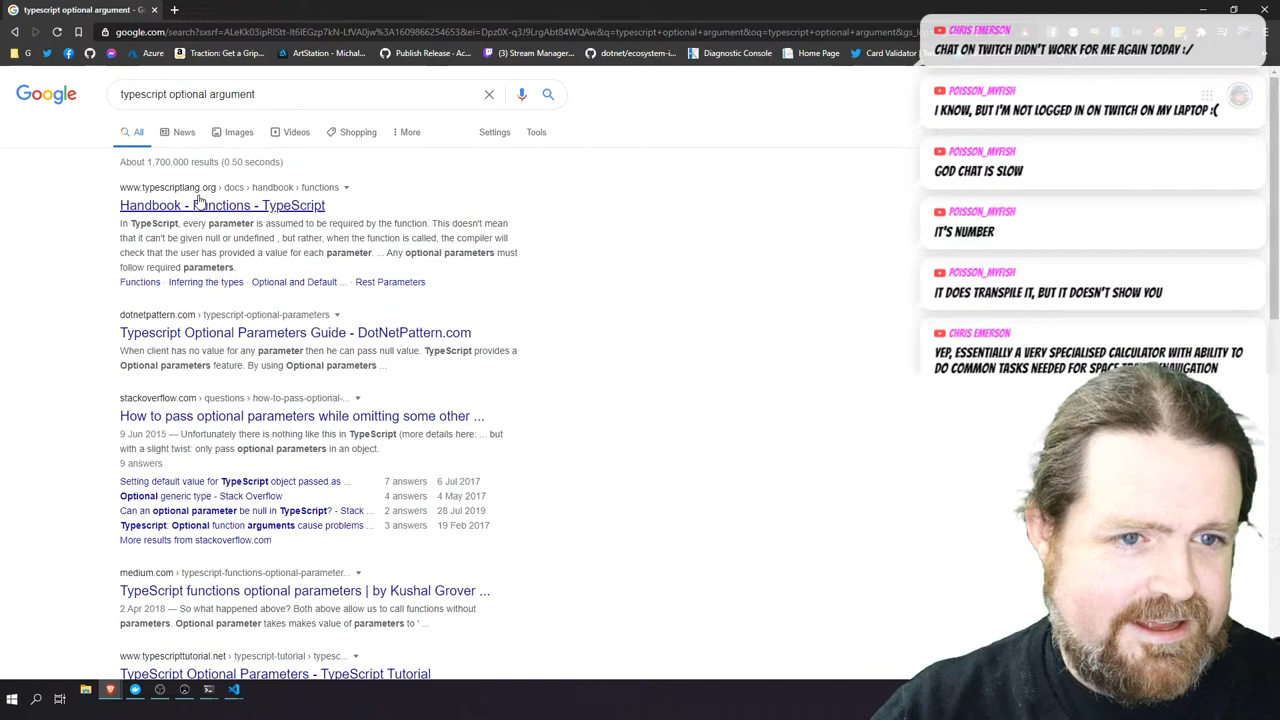 typescript optional argument -
google.com/search?sxsrf=ALeKk03ipRIStt-It6IEGzp7kNH-LfVA0jw%3A1609866254653&ei=Dpz0X-q3J9LrgAbt84WQAw&q=typescript+optional+argument&oq=typescript+optional+argument&gs_l
G
Azure
Traction: Get a Grip...
ArtStation - Michal...
Publish Release - Ac...
Stream Manager...
dotnet/ecosystem-i...
Diagnostic Console
Home Page
Card Validator
Google
typescript optional argument
All
News
Images
Videos
Shopping
More
Settings
Tools
About 1,700,000 results (0.50 seconds)
www.typescriptlang.org › docs › handbook › functions
Handbook - Functions - TypeScript
In TypeScript, every parameter is assumed to be required by the function. This doesn't mean
that it can't be given null or undefined , but rather, when the function is called, the compiler will
check that the user has provided a value for each parameter. ... Any optional parameters must
follow required parameters.
Functions · Inferring the types · Optional and Default ... · Rest Parameters
dotnetpattern.com › typescript-optional-parameters
Typescript Optional Parameters Guide - DotNetPattern.com
When client has no value for any parameter then he can pass null value. TypeScript provides a
Optional parameters feature. By using Optional parameters ...
stackoverflow.com › questions › how-to-pass-optional-...
How to pass optional parameters while omitting some other ...
9 Jun 2015 — Unfortunately there is nothing like this in TypeScript (more details here: ... but
with a slight twist: only pass optional parameters in an object.
9 answers
Setting default value for TypeScript object passed as ... 7 answers 6 Jul 2017
Optional generic type - Stack Overflow 4 answers 4 May 2017
Can an optional parameter be null in TypeScript? - Stack ... 2 answers 28 Jul 2019
Typescript: Optional function arguments cause problems ... 3 answers 19 Feb 2017
More results from stackoverflow.com
medium.com › typescript-functions-optional-parameter...
TypeScript functions optional parameters | by Kushal Grover ...
2 Apr 2018 — So what happened above? Both above allow us to call functions without
parameters. Optional parameter takes makes value of parameters to ' ...
www.typescripttutorial.net › typescript-tutorial › typesc...
TypeScript Optional Parameters - TypeScript Tutorial
CHRIS EMERSON
CHAT ON TWITCH DIDN'T WORK FOR ME AGAIN TODAY :/
POISSON_MYFISH
I KNOW, BUT I'M NOT LOGGED IN ON TWITCH ON MY LAPTOP :(
POISSON_MYFISH
GOD CHAT IS SLOW
POISSON_MYFISH
IT'S NUMBER
POISSON_MYFISH
IT DOES TRANSPILE IT, BUT IT DOESN'T SHOW YOU
CHRIS EMERSON
YEP, ESSENTIALLY A VERY SPECIALISED CALCULATOR WITH ABILITY TO
DO COMMON TASKS NEEDED FOR SPACE